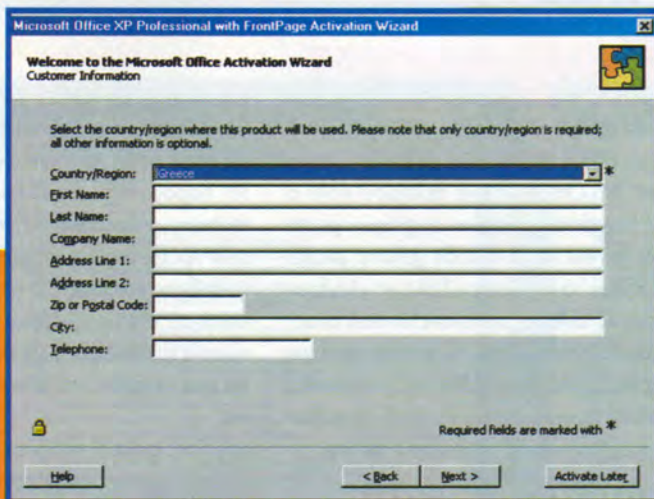 Microsoft Office XP Professional with FrontPage Activation Wizard
Welcome to the Microsoft Office Activation Wizard
Customer Information
Select the country/region where this product will be used. Please note that only country/region is required;
all other information is optional.
Country/Region: Greece *
First Name:
Last Name:
Company Name:
Address Line 1:
Address Line 2:
Zip or Postal Code:
City:
Telephone:
Required fields are marked with *
Help < Back Next > Activate Later